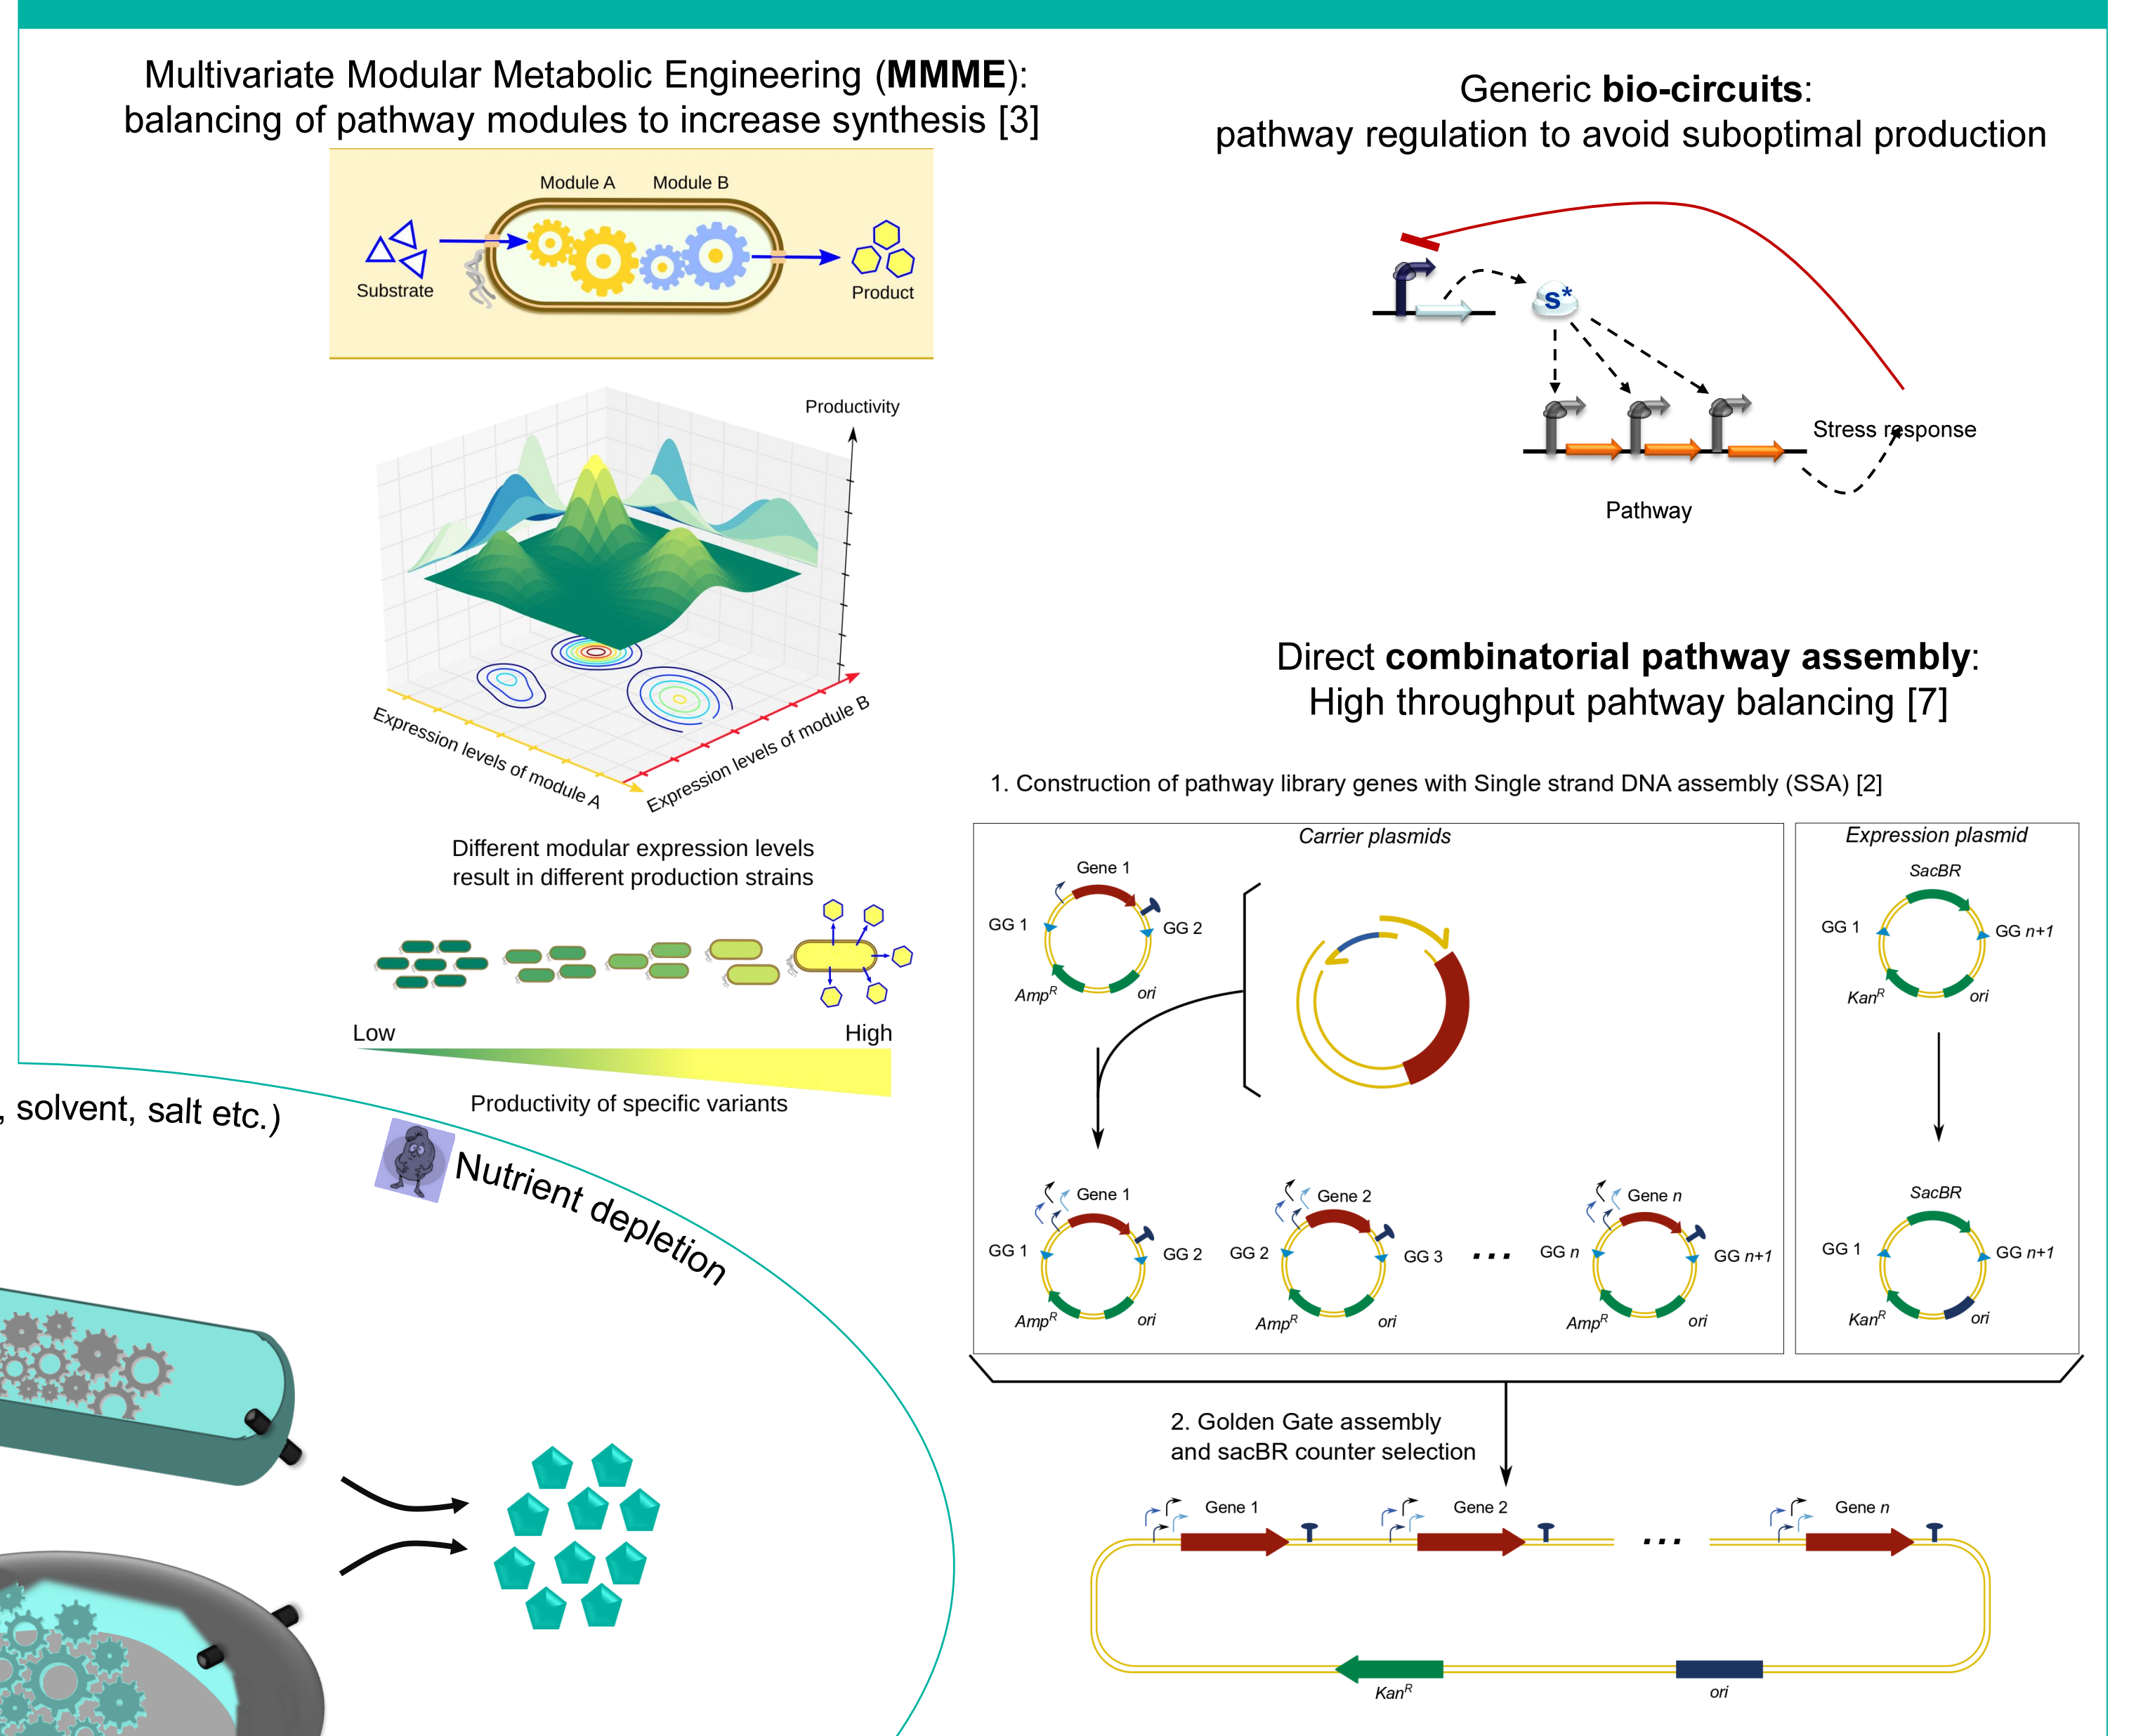 Multivariate Modular Metabolic Engineering (MMME):
balancing of pathway modules to increase synthesis [3]
Module A
Module B
Substrate
Product
Productivity
Expression levels of module A
Expression levels of module B
Different modular expression levels
result in different production strains
Low
High
Productivity of specific variants
, solvent, salt etc.)
Nutrient depletion
Generic bio-circuits:
pathway regulation to avoid suboptimal production
s*
Stress response
Pathway
Direct combinatorial pathway assembly:
High throughput pahtway balancing [7]
1. Construction of pathway library genes with Single strand DNA assembly (SSA) [2]
Carrier plasmids
Gene 1
GG 1
GG 2
AmpR
ori
Gene 1
GG 1
GG 2
AmpR
ori
Gene 2
GG 2
GG 3
AmpR
ori
...
Gene n
GG n
GG n+1
AmpR
ori
Expression plasmid
SacBR
GG 1
GG n+1
KanR
ori
SacBR
GG 1
GG n+1
KanR
ori
2. Golden Gate assembly
and sacBR counter selection
Gene 1
Gene 2
...
Gene n
KanR
ori